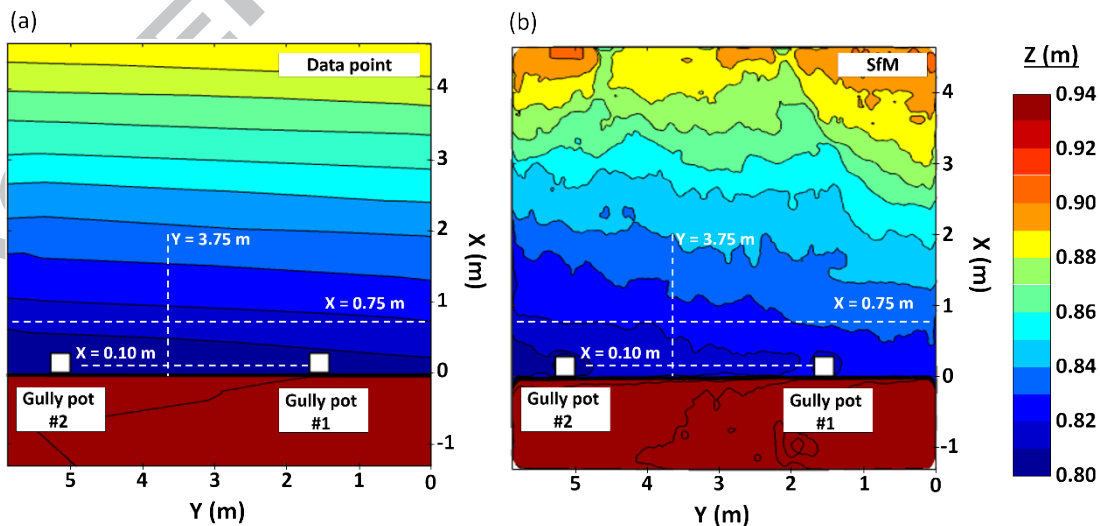 (a)
Data point
4
3
2
1
0
-1
X (m)
Y = 3.75 m
X = 0.75 m
X = 0.10 m
Gully pot
#2
Gully pot
#1
5
4
3
2
1
0
Y (m)
(b)
SfM
4
3
2
1
0
-1
X (m)
Y = 3.75 m
X = 0.75 m
X = 0.10 m
Gully pot
#2
Gully pot
#1
5
4
3
2
1
0
Y (m)
Z (m)
0.94
0.92
0.90
0.88
0.86
0.84
0.82
0.80